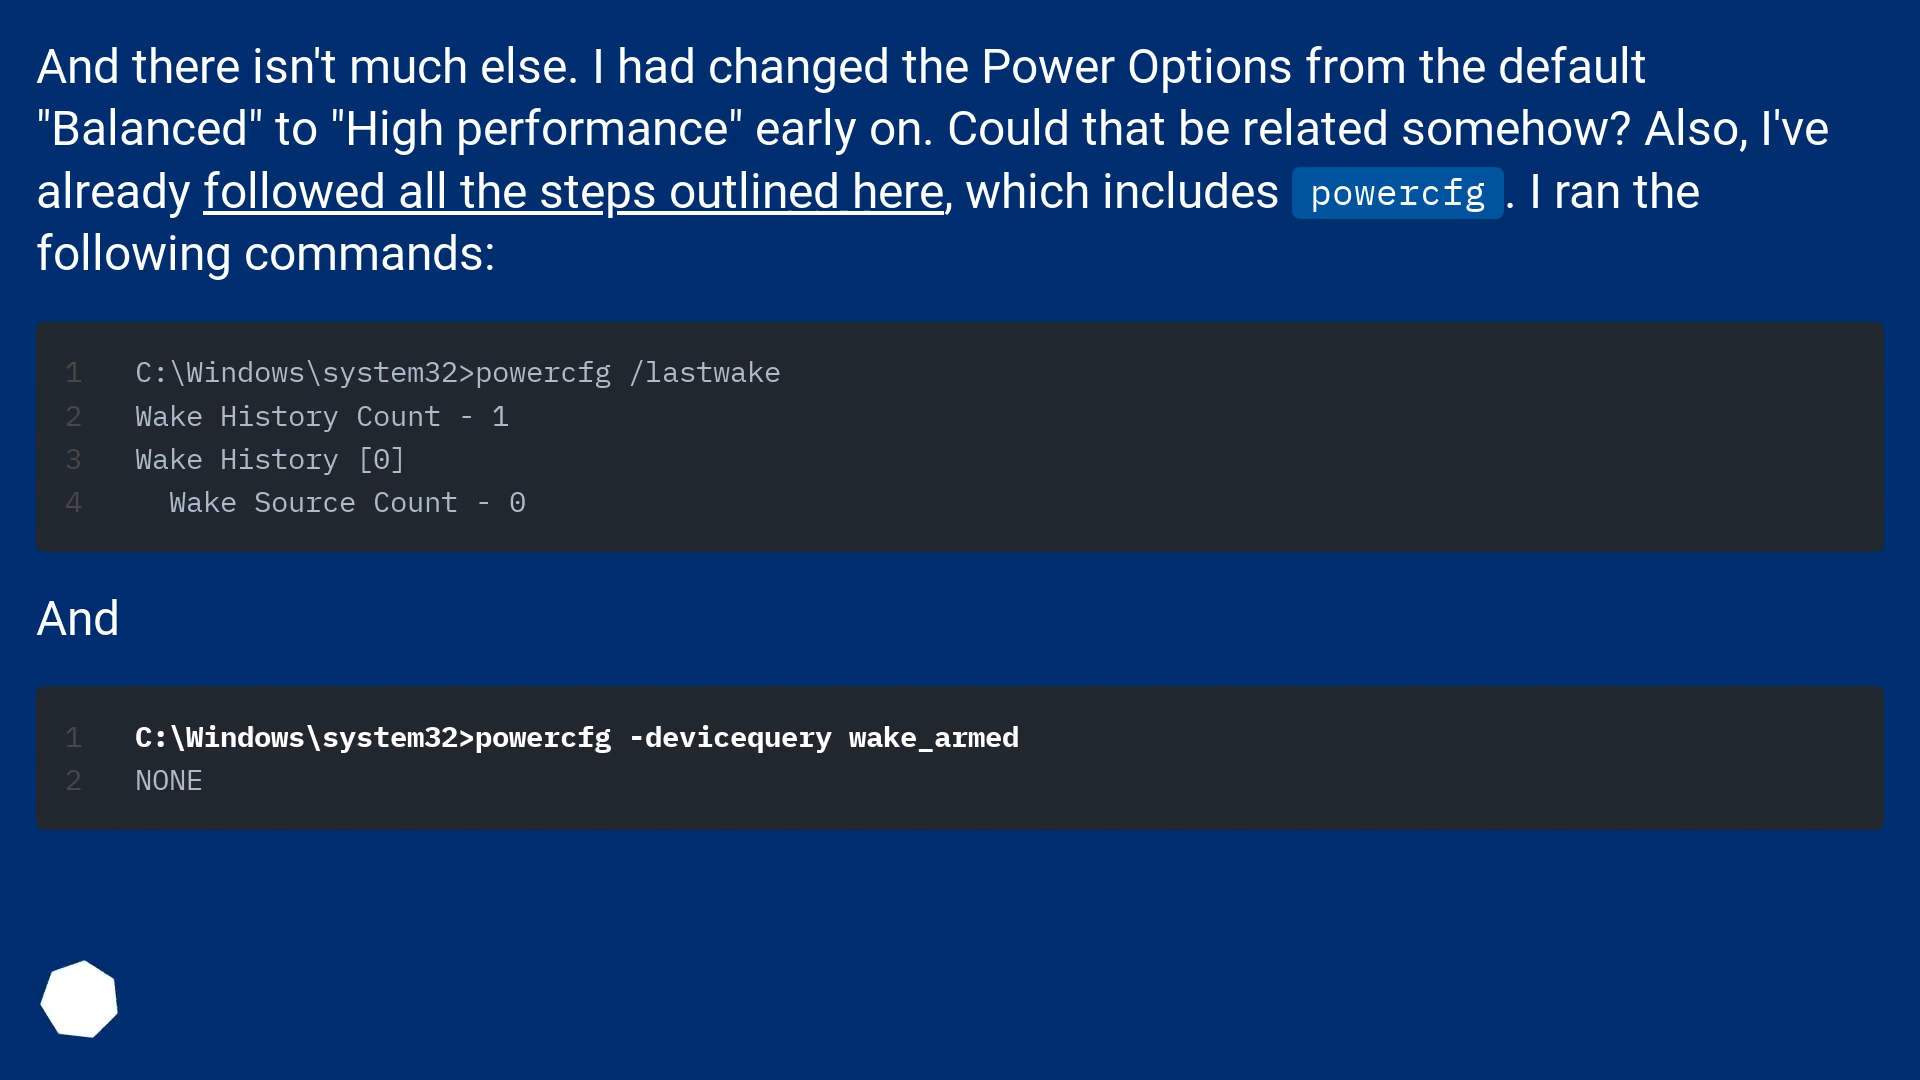 And there isn't much else. I had changed the Power Options from the default
"Balanced" to "High performance" early on. Could that be related somehow? Also, I've
already followed all the steps outlined here, which includes powercfg. I ran the
following commands:
1 C:\Windows\system32>powercfg /lastwake
2 Wake History Count - 1
3 Wake History [0]
4   Wake Source Count - 0
And
1 C:\Windows\system32>powercfg -devicequery wake_armed
2 NONE